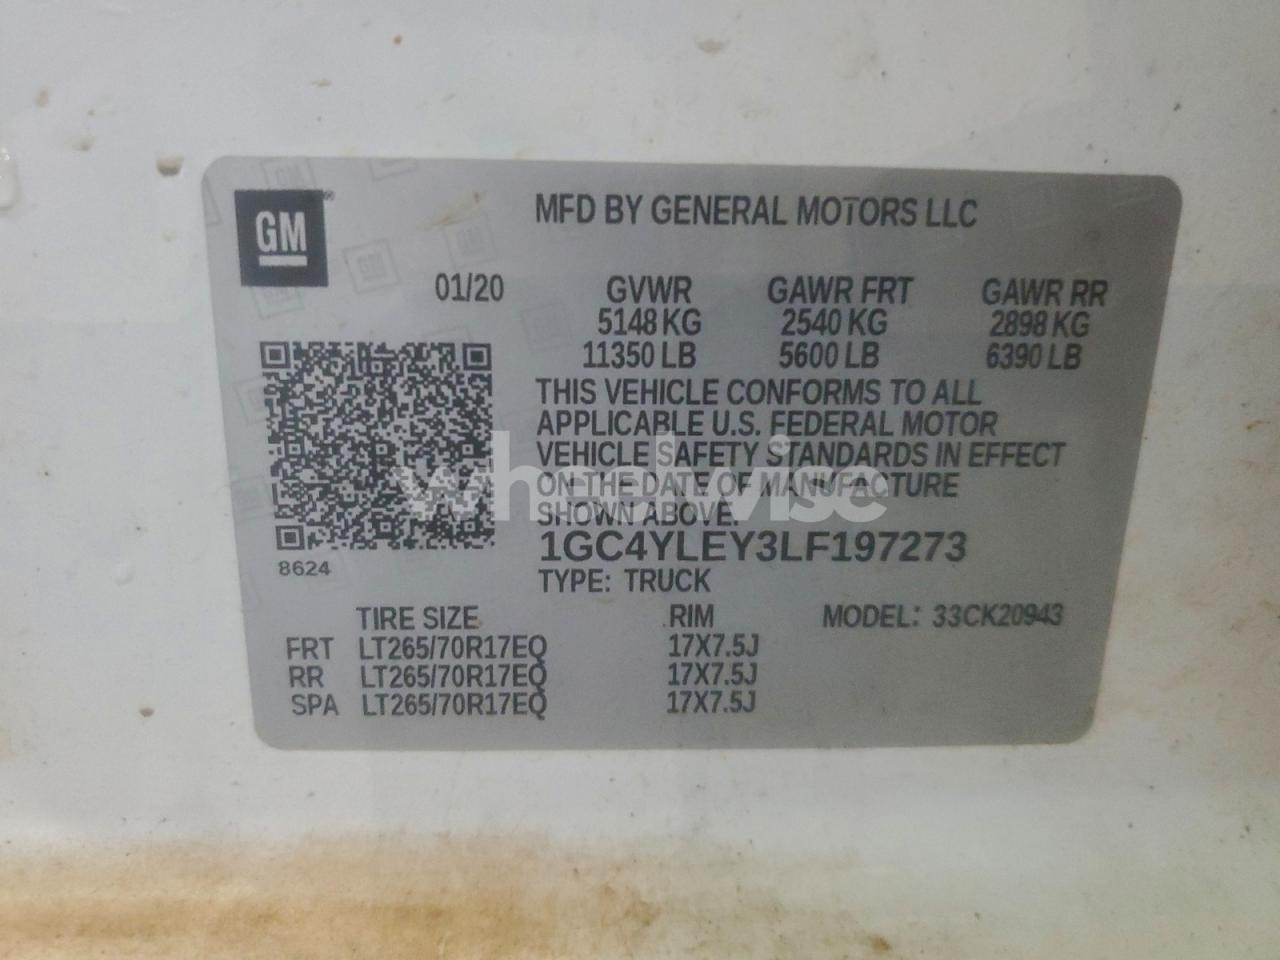 GM®
MFD BY GENERAL MOTORS LLC
01/20 GVWR GAWR FRT GAWR RR
5148 KG 2540 KG 2898 KG
11350 LB 5600 LB 6390 LB
THIS VEHICLE CONFORMS TO ALL
APPLICABLE U.S. FEDERAL MOTOR
VEHICLE SAFETY STANDARDS IN EFFECT
ON THE DATE OF MANUFACTURE
SHOWN ABOVE.
wheelwise
1GC4YLEY3LF197273
8624
TYPE: TRUCK
TIRE SIZE RIM MODEL: 33CK20943
FRT LT265/70R17EQ 17X7.5J
RR LT265/70R17EQ 17X7.5J
SPA LT265/70R17EQ 17X7.5J